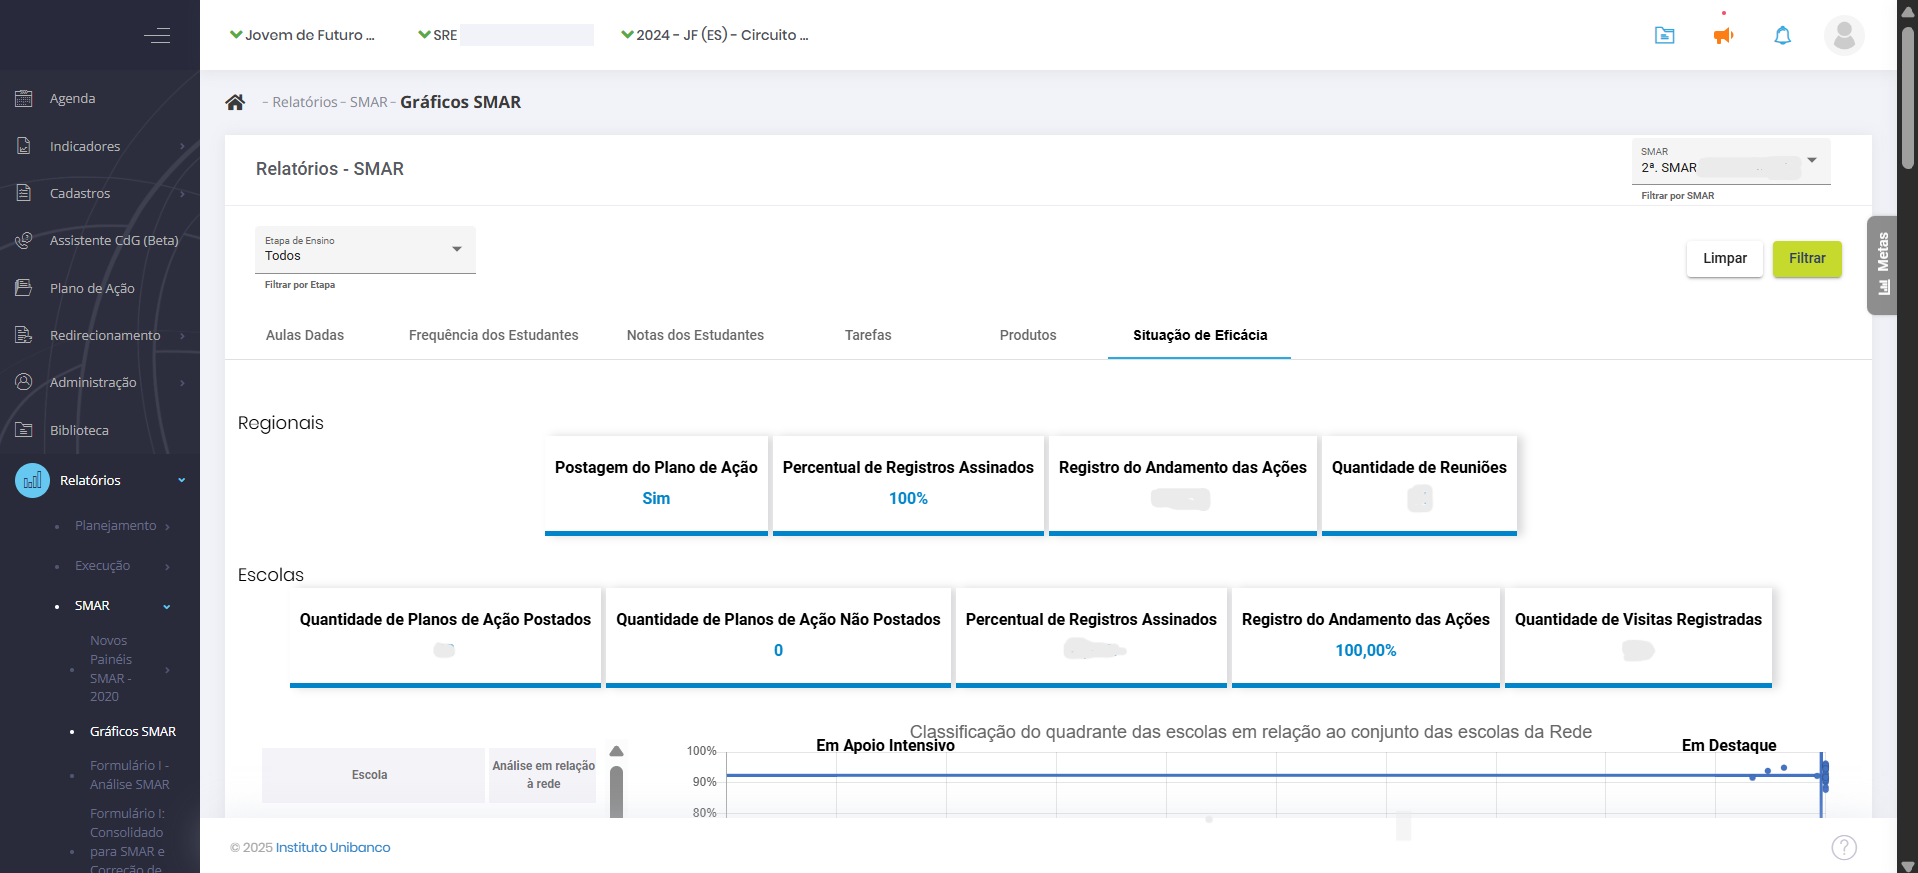 Jovem de Futuro ...
SRE
2024 - JF (ES) - Circuito ...
Agenda
Indicadores
Cadastros
Assistente CdG (Beta)
Plano de Ação
Redirecionamento
Administração
Biblioteca
Relatórios
Planejamento
Execução
SMAR
Novos
Painéis
SMAR -
2020
Gráficos SMAR
Formulário I -
Análise SMAR
Formulário I:
Consolidado
para SMAR e
Correção de
- Relatórios - SMAR - Gráficos SMAR
Relatórios - SMAR
SMAR
2ª. SMAR
Filtrar por SMAR
Etapa de Ensino
Todos
Filtrar por Etapa
Limpar
Filtrar
Metas
Aulas Dadas
Frequência dos Estudantes
Notas dos Estudantes
Tarefas
Produtos
Situação de Eficácia
Regionais
Postagem do Plano de Ação
Sim
Percentual de Registros Assinados
100%
Registro do Andamento das Ações
Quantidade de Reuniões
Escolas
Quantidade de Planos de Ação Postados
Quantidade de Planos de Ação Não Postados
0
Percentual de Registros Assinados
Registro do Andamento das Ações
100,00%
Quantidade de Visitas Registradas
Escola
Análise em relação
à rede
Classificação do quadrante das escolas em relação ao conjunto das escolas da Rede
Em Apoio Intensivo
Em Destaque
100%
90%
80%
© 2025 Instituto Unibanco
?